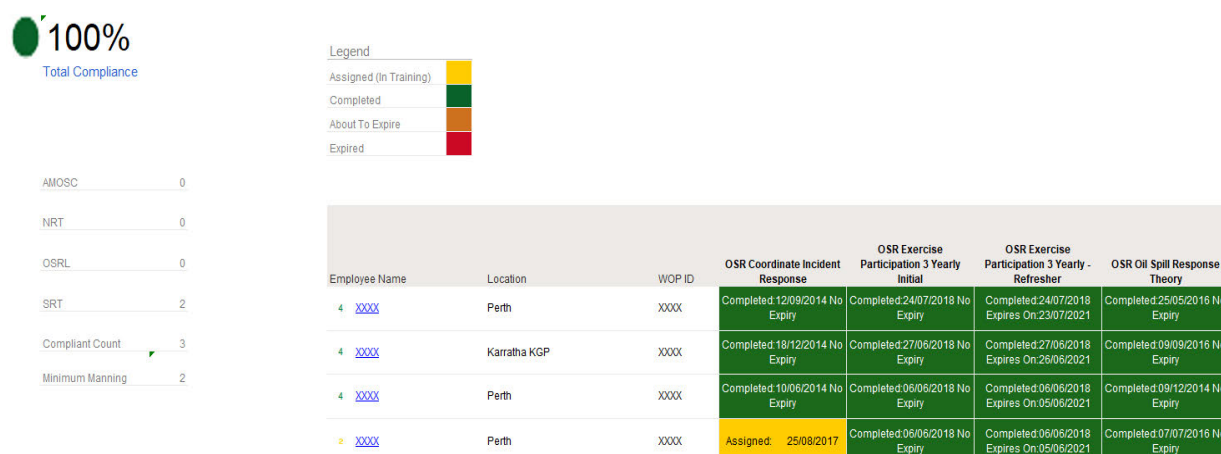 100%
Total Compliance
Legend
Assigned (In Training)
Completed
About To Expire
Expired
AMOSC 0
NRT 0
OSRL 0
SRT 2
Compliant Count 3
Minimum Manning 2
Employee Name Location WOP ID OSR Coordinate Incident Response OSR Exercise Participation 3 Yearly Initial OSR Exercise Participation 3 Yearly - Refresher OSR Oil Spill Response Theory
4 XXXX Perth XXXX Completed:12/09/2014 No Expiry Completed:24/07/2018 No Expiry Completed:24/07/2018 Expires On:23/07/2021 Completed:25/05/2016 No Expiry
4 XXXX Karratha KGP XXXX Completed:18/12/2014 No Expiry Completed:27/06/2018 No Expiry Completed:27/06/2018 Expires On:26/06/2021 Completed:09/09/2016 No Expiry
4 XXXX Perth XXXX Completed:10/06/2014 No Expiry Completed:06/06/2018 No Expiry Completed:06/06/2018 Expires On:05/06/2021 Completed:09/12/2014 No Expiry
2 XXXX Perth XXXX Assigned: 25/08/2017 Completed:06/06/2018 No Expiry Completed:06/06/2018 Expires On:05/06/2021 Completed:07/07/2016 No Expiry